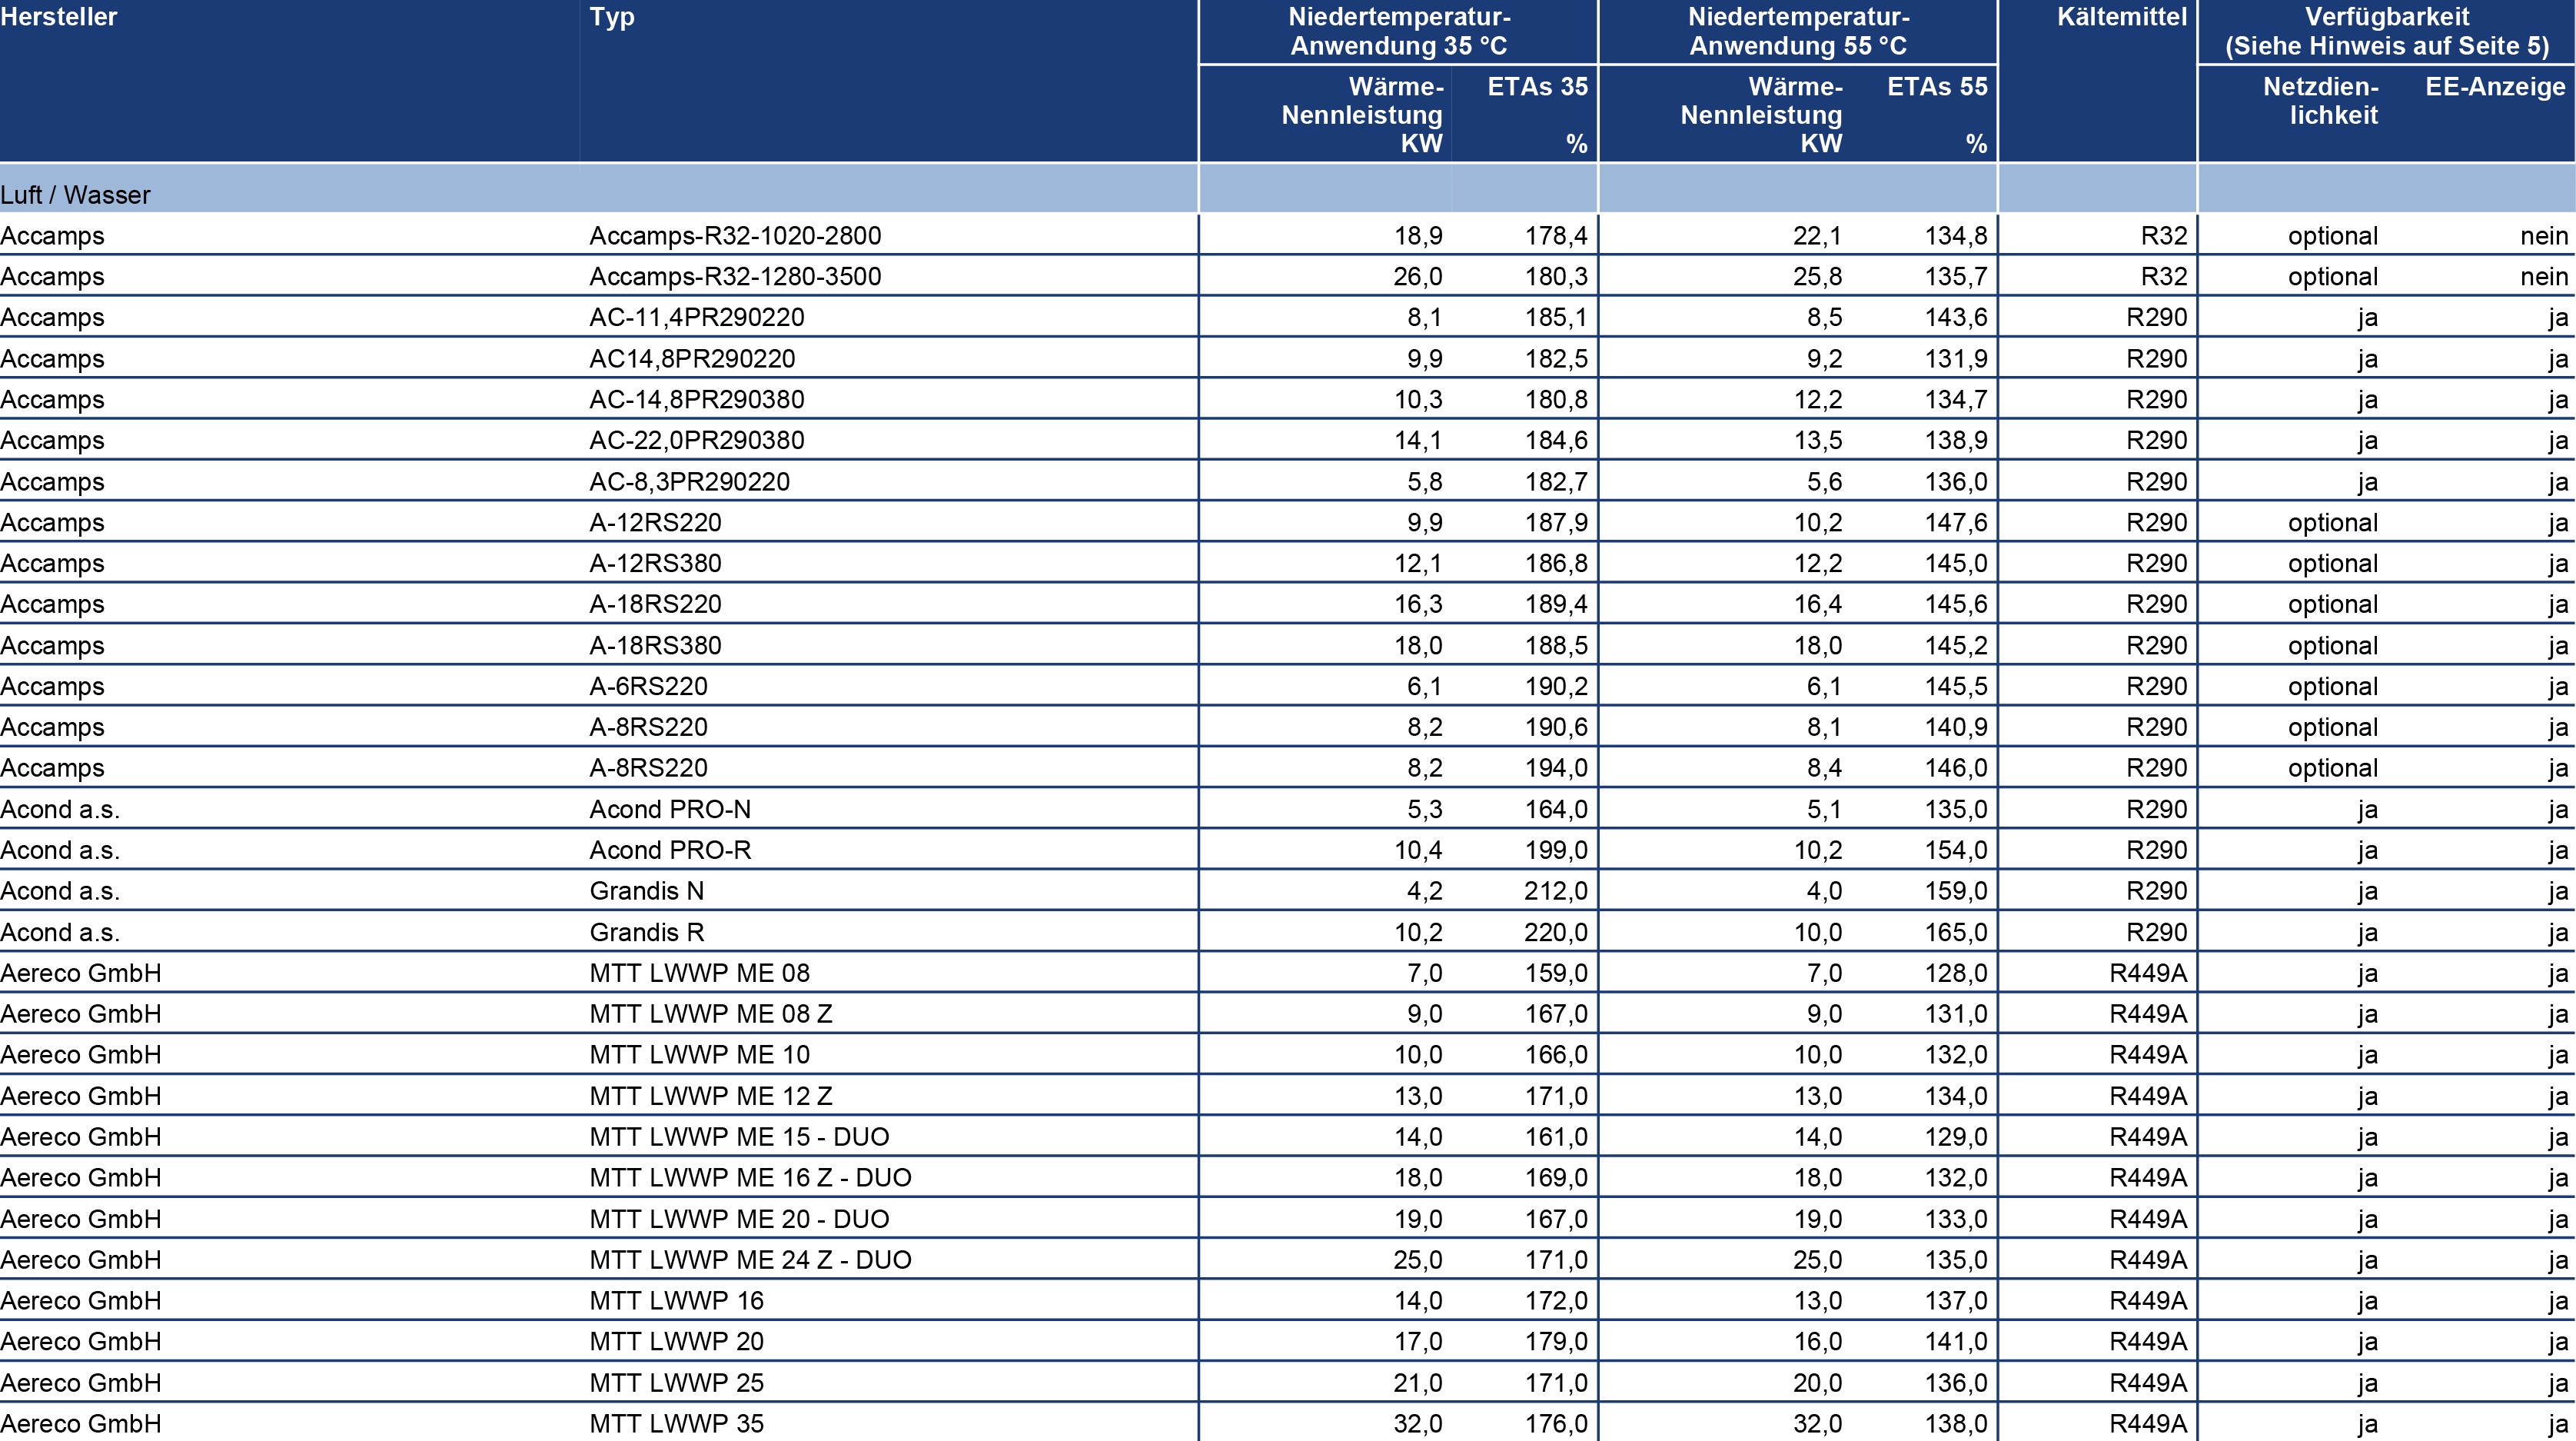 Hersteller Typ Niedertemperatur- Niedertemperatur- Kältemittel Verfügbarkeit
Anwendung 35 °C Anwendung 55 °C (Siehe Hinweis auf Seite 5)
Wärme- ETAs 35 Wärme- ETAs 55 Netzdien- EE-Anzeige
Nennleistung Nennleistung lichkeit
KW % KW %
Luft / Wasser
Accamps Accamps-R32-1020-2800 18,9 178,4 22,1 134,8 R32 optional nein
Accamps Accamps-R32-1280-3500 26,0 180,3 25,8 135,7 R32 optional nein
Accamps AC-11,4PR290220 8,1 185,1 8,5 143,6 R290 ja ja
Accamps AC14,8PR290220 9,9 182,5 9,2 131,9 R290 ja ja
Accamps AC-14,8PR290380 10,3 180,8 12,2 134,7 R290 ja ja
Accamps AC-22,0PR290380 14,1 184,6 13,5 138,9 R290 ja ja
Accamps AC-8,3PR290220 5,8 182,7 5,6 136,0 R290 ja ja
Accamps A-12RS220 9,9 187,9 10,2 147,6 R290 optional ja
Accamps A-12RS380 12,1 186,8 12,2 145,0 R290 optional ja
Accamps A-18RS220 16,3 189,4 16,4 145,6 R290 optional ja
Accamps A-18RS380 18,0 188,5 18,0 145,2 R290 optional ja
Accamps A-6RS220 6,1 190,2 6,1 145,5 R290 optional ja
Accamps A-8RS220 8,2 190,6 8,1 140,9 R290 optional ja
Accamps A-8RS220 8,2 194,0 8,4 146,0 R290 optional ja
Acond a.s. Acond PRO-N 5,3 164,0 5,1 135,0 R290 ja ja
Acond a.s. Acond PRO-R 10,4 199,0 10,2 154,0 R290 ja ja
Acond a.s. Grandis N 4,2 212,0 4,0 159,0 R290 ja ja
Acond a.s. Grandis R 10,2 220,0 10,0 165,0 R290 ja ja
Aereco GmbH MTT LWWP ME 08 7,0 159,0 7,0 128,0 R449A ja ja
Aereco GmbH MTT LWWP ME 08 Z 9,0 167,0 9,0 131,0 R449A ja ja
Aereco GmbH MTT LWWP ME 10 10,0 166,0 10,0 132,0 R449A ja ja
Aereco GmbH MTT LWWP ME 12 Z 13,0 171,0 13,0 134,0 R449A ja ja
Aereco GmbH MTT LWWP ME 15 - DUO 14,0 161,0 14,0 129,0 R449A ja ja
Aereco GmbH MTT LWWP ME 16 Z - DUO 18,0 169,0 18,0 132,0 R449A ja ja
Aereco GmbH MTT LWWP ME 20 - DUO 19,0 167,0 19,0 133,0 R449A ja ja
Aereco GmbH MTT LWWP ME 24 Z - DUO 25,0 171,0 25,0 135,0 R449A ja ja
Aereco GmbH MTT LWWP 16 14,0 172,0 13,0 137,0 R449A ja ja
Aereco GmbH MTT LWWP 20 17,0 179,0 16,0 141,0 R449A ja ja
Aereco GmbH MTT LWWP 25 21,0 171,0 20,0 136,0 R449A ja ja
Aereco GmbH MTT LWWP 35 32,0 176,0 32,0 138,0 R449A ja ja